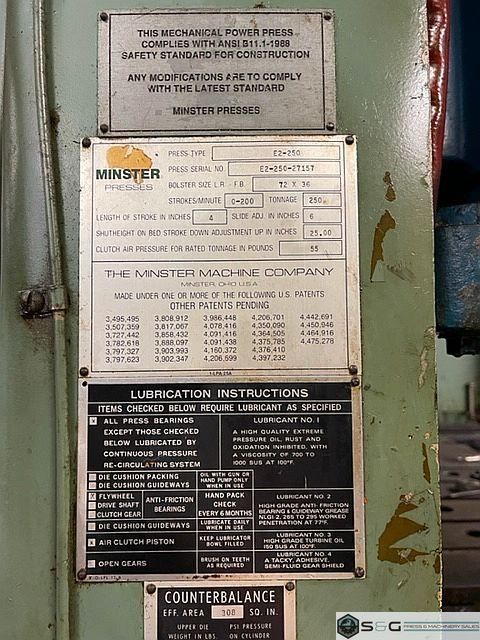 THIS MECHANICAL POWER PRESS
COMPLIES WITH ANSI B11.1-1988
SAFETY STANDARD FOR CONSTRUCTION
ANY MODIFICATIONS ARE TO COMPLY
WITH THE LATEST STANDARD
MINSTER PRESSES
MINSTER
PRESSES
PRESS TYPE E2-250
PRESS SERIAL NO. E2-250-27157
BOLSTER SIZE L.R. - F.B. 72 X 36
STROKES/MINUTE 0-200 TONNAGE 250
LENGTH OF STROKE IN INCHES 4 SLIDE ADJ. IN INCHES 6
SHUTHEIGHT ON BED STROKE DOWN ADJUSTMENT UP IN INCHES 25.00
CLUTCH AIR PRESSURE FOR RATED TONNAGE IN POUNDS 55
THE MINSTER MACHINE COMPANY
MINSTER, OHIO U.S.A.
MADE UNDER ONE OR MORE OF THE FOLLOWING U.S. PATENTS
OTHER PATENTS PENDING
3,495,495 3,808,912 3,986,448 4,206,701 4,442,691
3,507,359 3,817,067 4,078,416 4,350,090 4,450,946
3,727,442 3,858,432 4,091,416 4,364,505 4,464,916
3,782,618 3,888,097 4,091,438 4,375,785 4,475,278
3,797,327 3,903,993 4,160,372 4,376,410
3,797,623 3,902,347 4,206,599 4,397,232
LUBRICATION INSTRUCTIONS
ITEMS CHECKED BELOW REQUIRE LUBRICANT AS SPECIFIED
X ALL PRESS BEARINGS
EXCEPT THOSE CHECKED
BELOW LUBRICATED BY
CONTINUOUS PRESSURE
RE-CIRCULATING SYSTEM
LUBRICANT NO. 1
A HIGH QUALITY EXTREME
PRESSURE OIL, RUST AND
OXIDATION INHIBITED, WITH
A VISCOSITY OF 700 TO
1000 SUS AT 100°F.
DIE CUSHION PACKING
DIE CUSHION GUIDEWAYS
OIL WITH GUN OR
HAND PUMP ONLY
WHEN IN USE
X FLYWHEEL
DRIVE SHAFT
CLUTCH GEAR
ANTI-FRICTION
BEARINGS
HAND PACK
CHECK
EVERY 6 MONTHS
LUBRICANT NO. 2
HIGH GRADE ANTI-FRICTION
BEARING & GUIDEWAY GREASE
NLGI 2, 265 TO 295 WORKED
PENETRATION AT 77°F.
DIE CUSHION GUIDEWAYS
LUBRICATE DAILY
WHEN IN USE
X AIR CLUTCH PISTON
KEEP LUBRICATOR
BOWL FILLED
LUBRICANT NO. 3
HIGH GRADE TURBINE OIL
150 SUS AT 100°F.
OPEN GEARS
BRUSH ON TEETH
AS REQUIRED
LUBRICANT NO. 4
A TACKY, ADHESIVE,
SEMI-FLUID GEAR SHIELD
COUNTERBALANCE
EFF. AREA 308 SQ. IN.
UPPER DIE PSI PRESSURE
WEIGHT IN LBS. ON CYLINDER
S&G PRESS & MACHINERY SALES